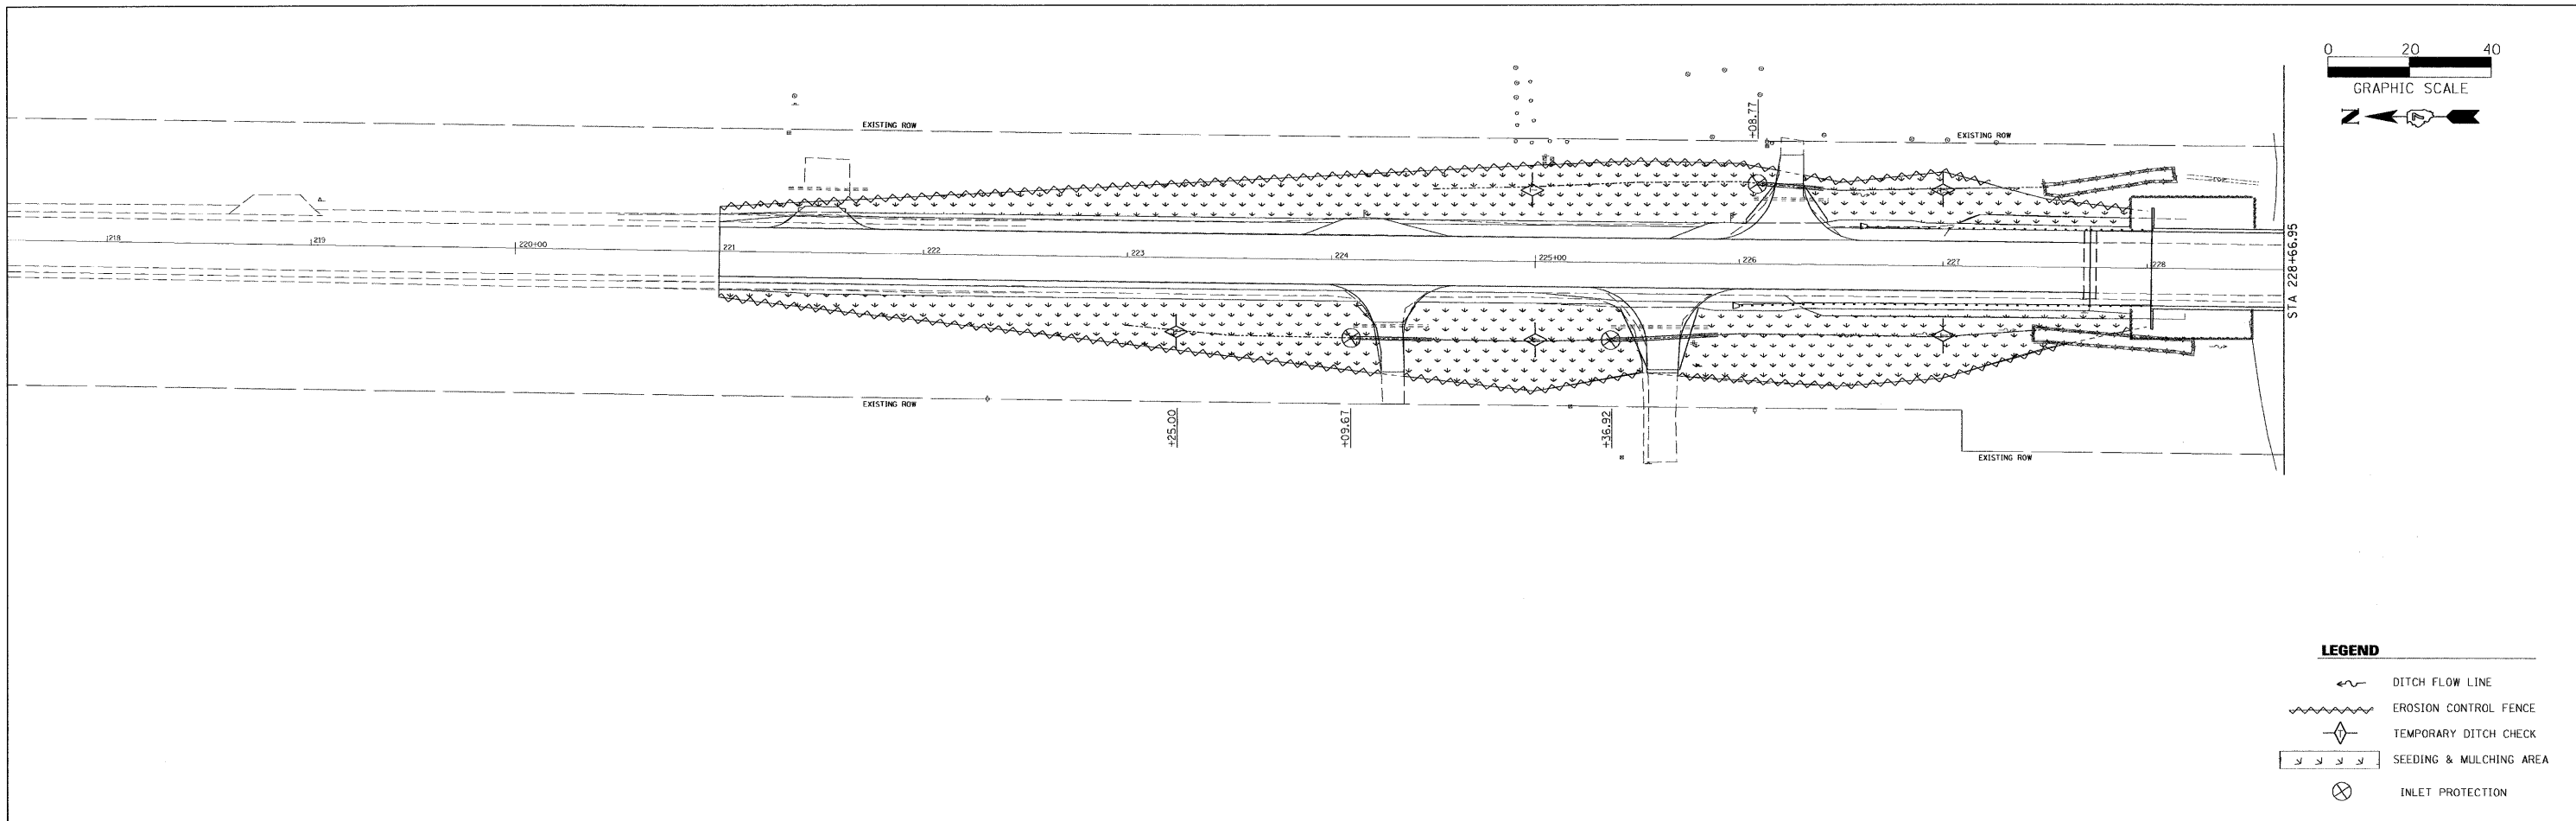 0 20 40
GRAPHIC SCALE
N
+08.77
EXISTING ROW
EXISTING ROW
218
219
220+00
221
222
223
224
225+00
226
227
228
STA 228+66.95
+25.00
+09.67
+36.92
EXISTING ROW
EXISTING ROW
LEGEND
DITCH FLOW LINE
EROSION CONTROL FENCE
T TEMPORARY DITCH CHECK
SEEDING & MULCHING AREA
INLET PROTECTION